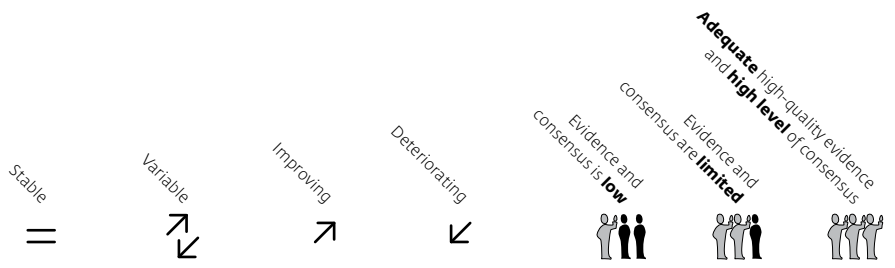 Stable
Variable
Improving
Deteriorating
Evidence and
consensus is low
Evidence and
consensus are limited
Adequate high-quality evidence
and high level of consensus